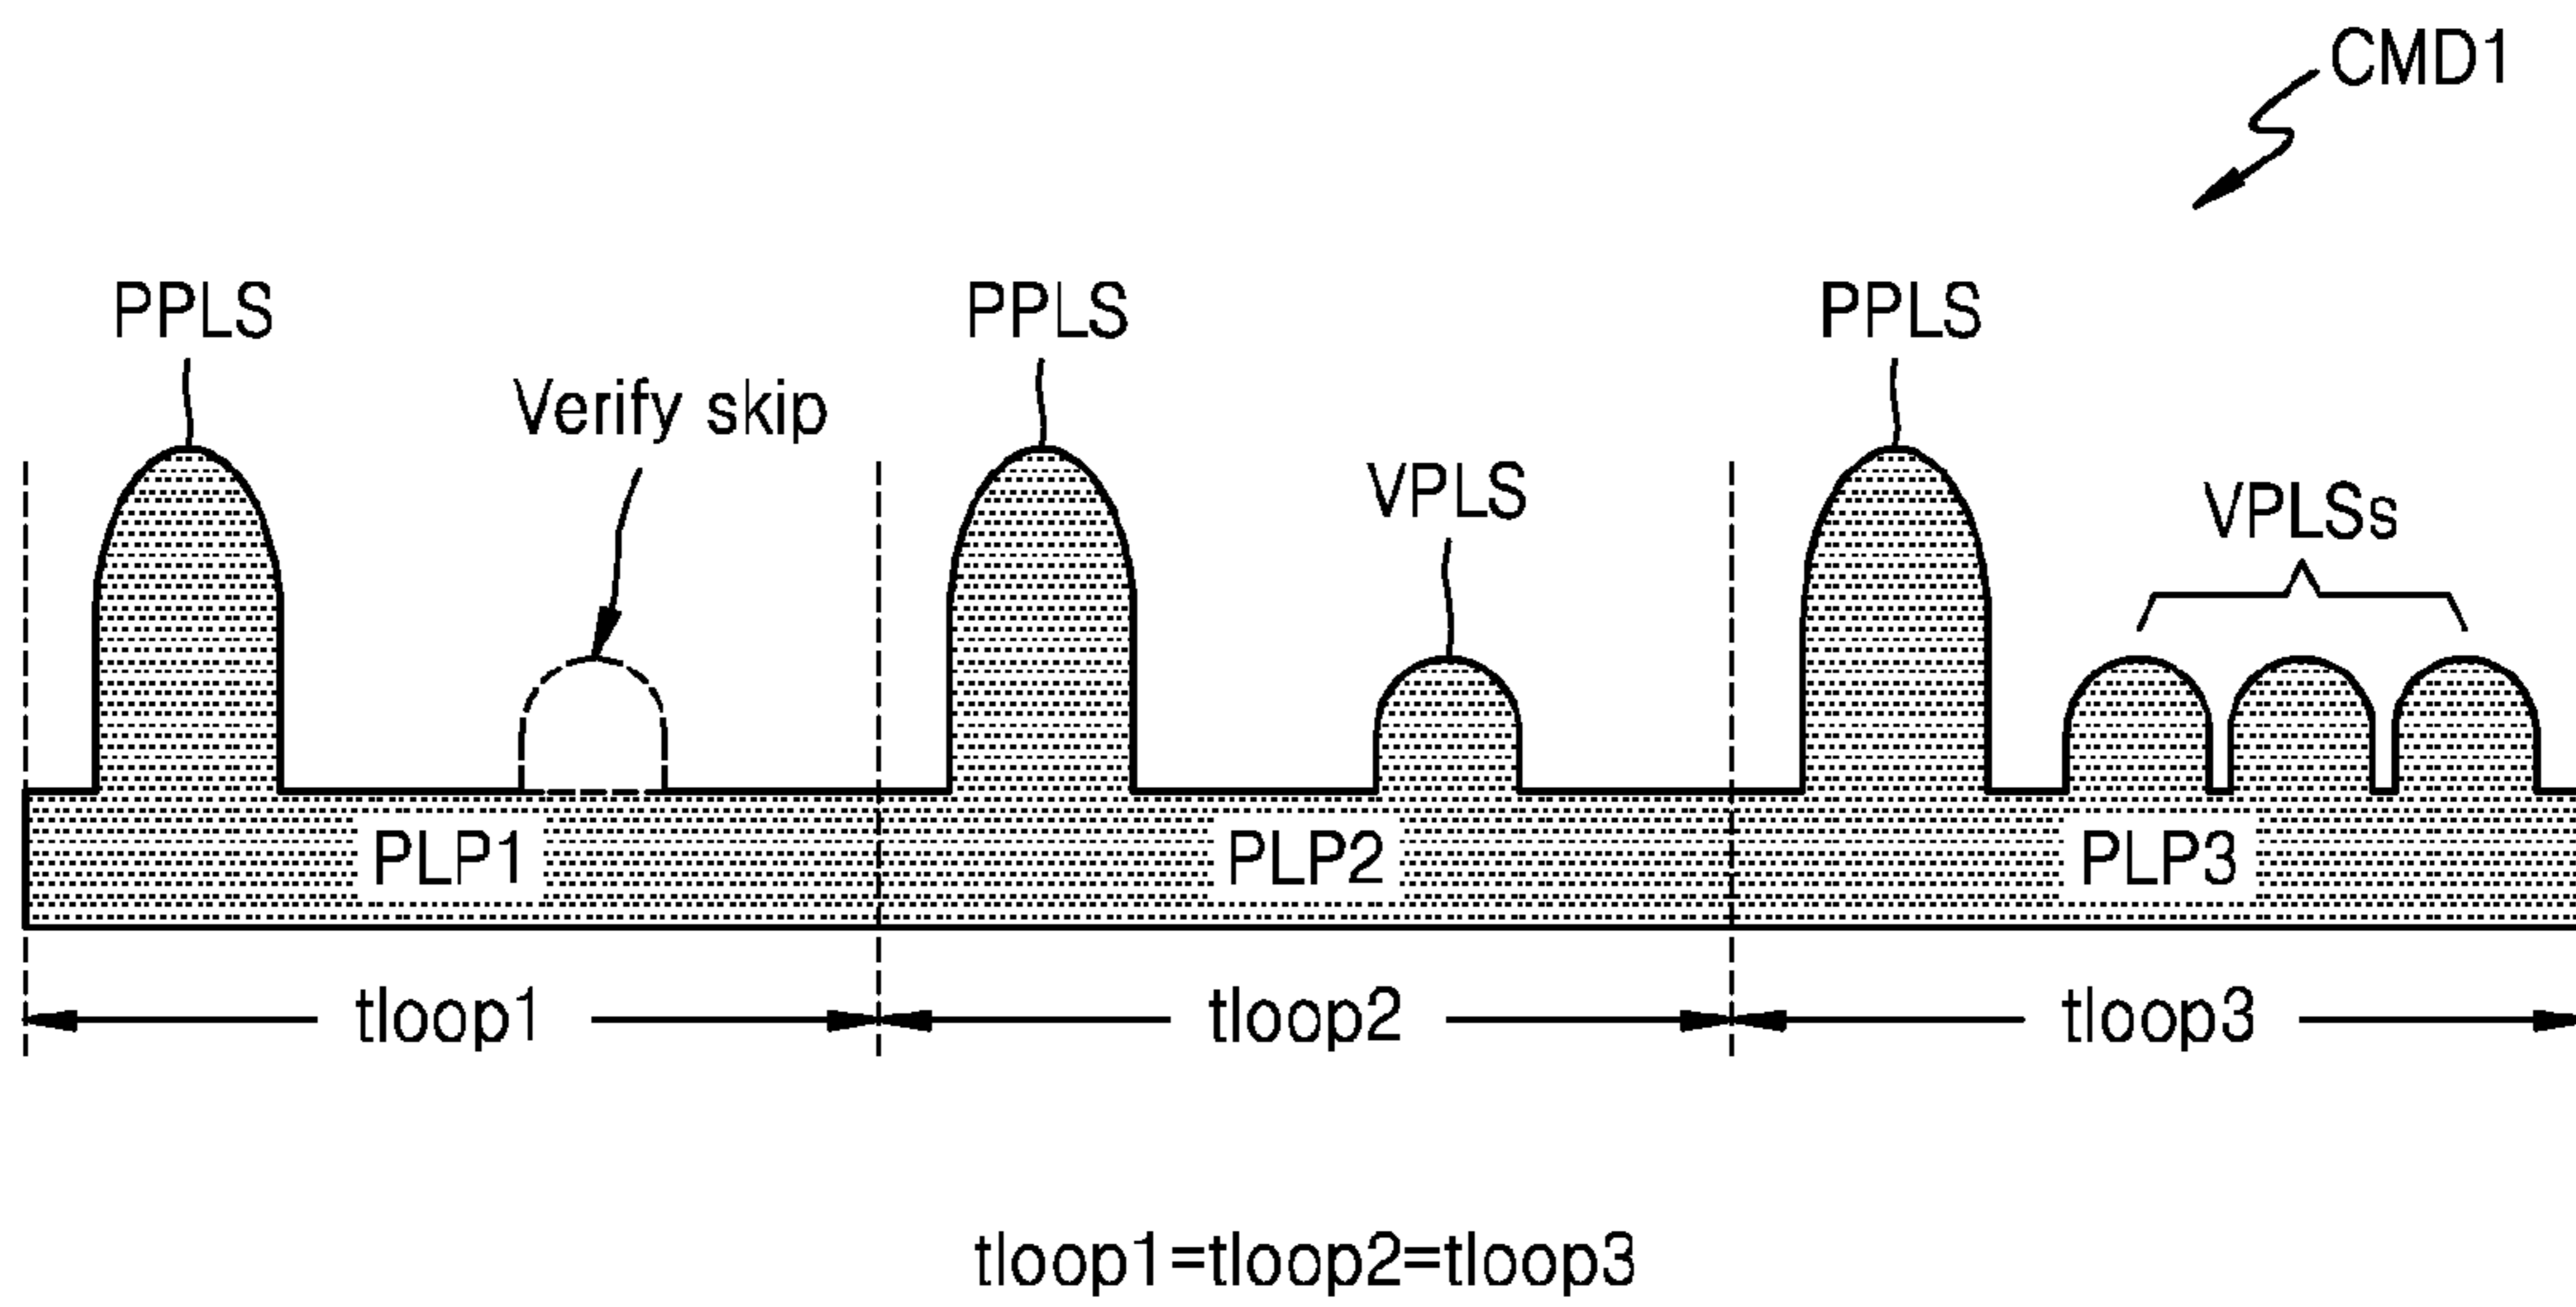 CMD1
PPLS
PPLS
PPLS
Verify skip
VPLS
VPLSs
PLP1
PLP2
PLP3
tloop1
tloop2
tloop3
tloop1=tloop2=tloop3